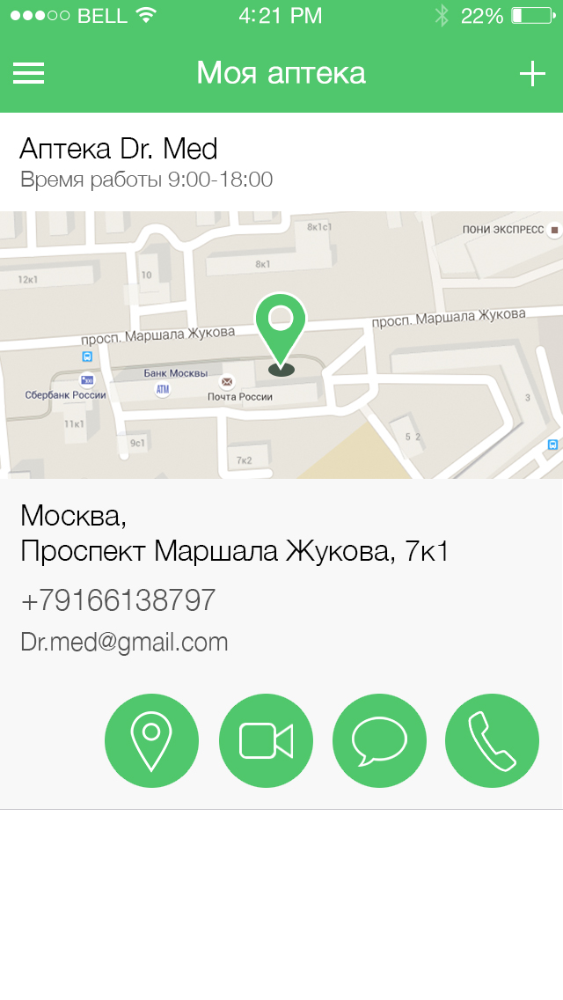 BELL 4:21 PM 22%
Моя аптека
Аптека Dr. Med
Время работы 9:00-18:00
8к1с1
ПОНИ ЭКСПРЕСС
8к1
10
12к1
просп. Маршала Жукова
просп. Маршала Жукова
Банк Москвы
АТМ
Сбербанк России
Почта России
3
11к1
9с1
5 2
7к2
Москва,
Проспект Маршала Жукова, 7к1
+79166138797
Dr.med@gmail.com